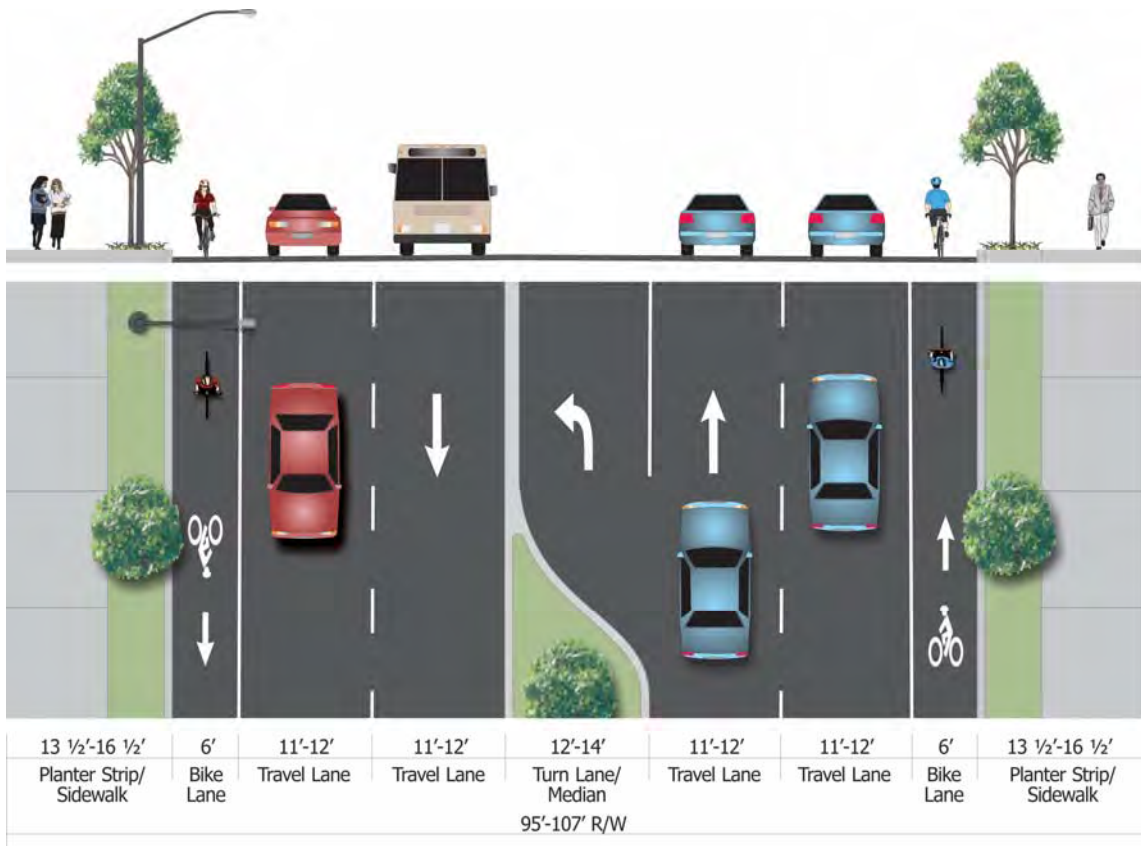 13 ½’-16 ½’ 6’ 11’-12’ 11’-12’ 12’-14’ 11’-12’ 11’-12’ 6’ 13 ½’-16 ½’
Planter Strip/ Bike Travel Lane Travel Lane Turn Lane/ Travel Lane Travel Lane Bike Planter Strip/
Sidewalk Lane Median Lane Sidewalk
95’-107’ R/W